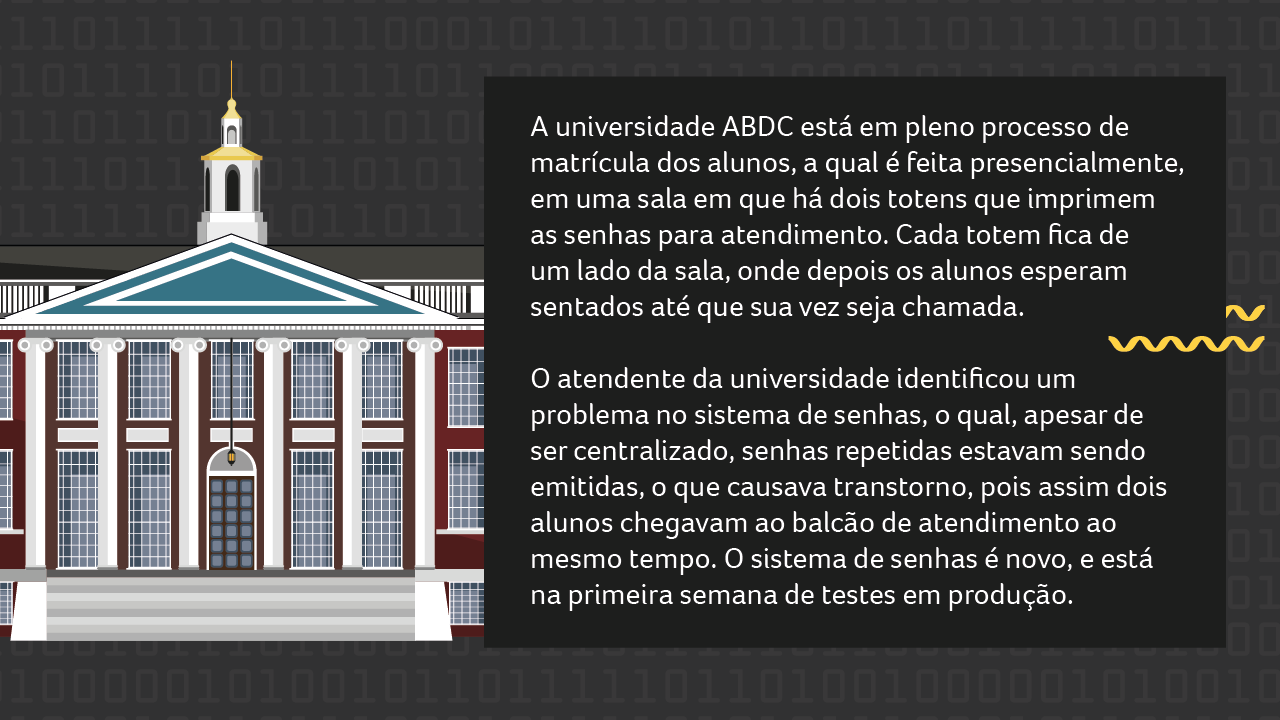 A universidade ABDC está em pleno processo de
matrícula dos alunos, a qual é feita presencialmente,
em uma sala em que há dois totens que imprimem
as senhas para atendimento. Cada totem fica de
um lado da sala, onde depois os alunos esperam
sentados até que sua vez seja chamada.
O atendente da universidade identificou um
problema no sistema de senhas, o qual, apesar de
ser centralizado, senhas repetidas estavam sendo
emitidas, o que causava transtorno, pois assim dois
alunos chegavam ao balcão de atendimento ao
mesmo tempo. O sistema de senhas é novo, e está
na primeira semana de testes em produção.